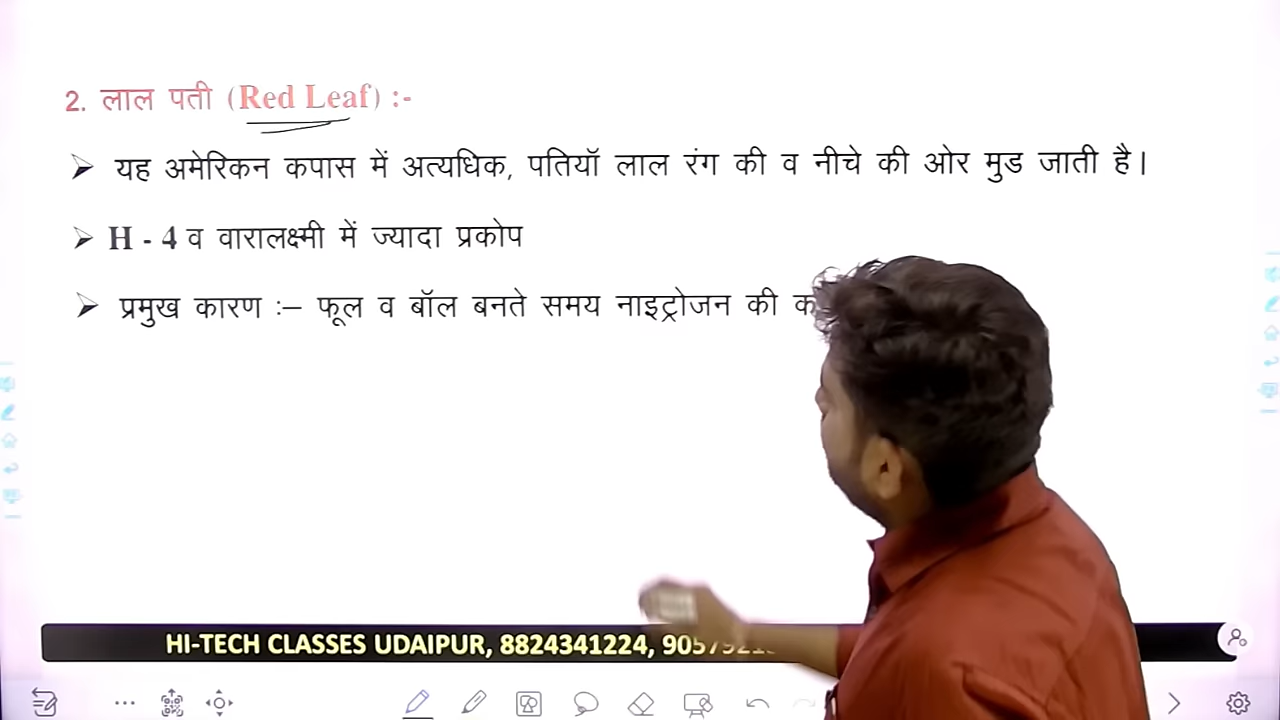 2. लाल पती (Red Leaf) :-
➢ यह अमेरिकन कपास में अत्यधिक, पतियॉ लाल रंग की व नीचे की ओर मुड जाती है।
➢ H - 4 व वारालक्ष्मी में ज्यादा प्रकोप
➢ प्रमुख कारण :– फूल व बॉल बनते समय नाइट्रोजन की
HI-TECH CLASSES UDAIPUR, 8824341224,